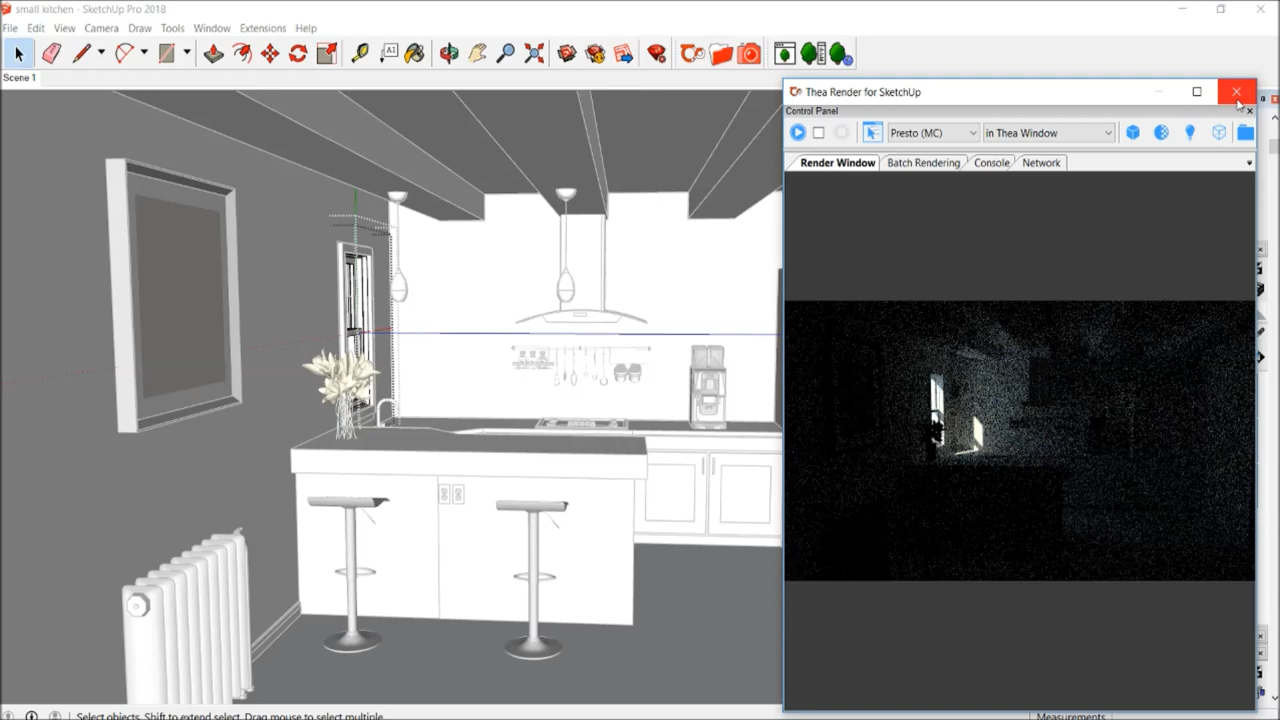 small kitchen - SketchUp Pro 2018
File Edit View Camera Draw Tools Window Extensions Help
A1
Scene 1
Thea Render for SketchUp
Control Panel
Presto (MC) in Thea Window
Render Window Batch Rendering Console Network
Select objects. Shift to extend select. Drag mouse to select multiple.
Measurements